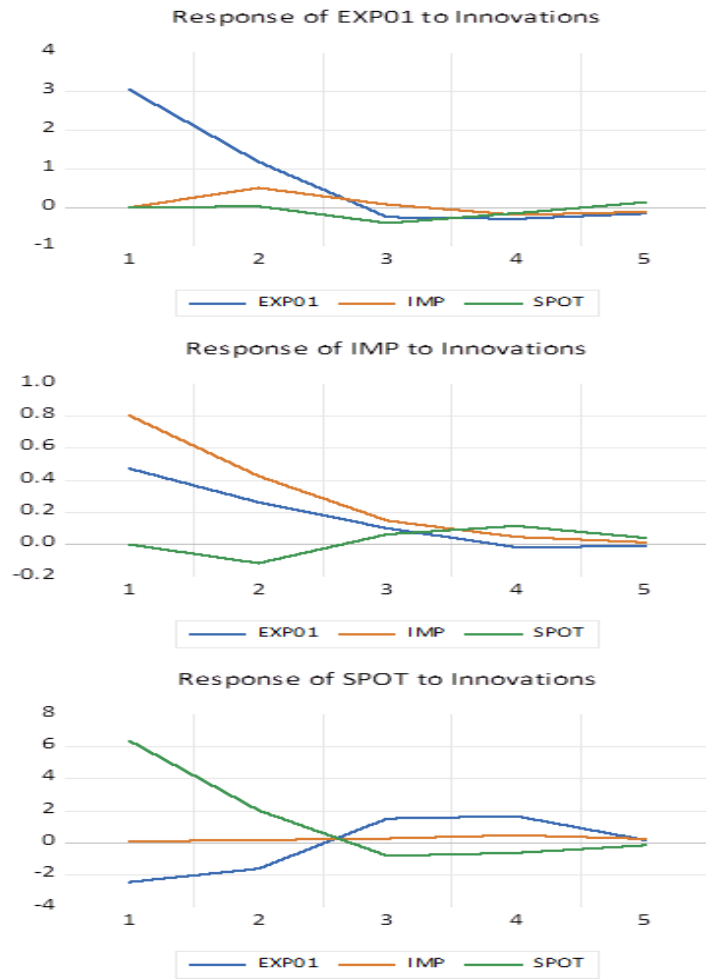 Response of EXP01 to Innovations
4
3
2
1
0
-1
1 2 3 4 5
EXP01 IMP SPOT
Response of IMP to Innovations
1.0
0.8
0.6
0.4
0.2
0.0
-0.2
1 2 3 4 5
EXP01 IMP SPOT
Response of SPOT to Innovations
8
6
4
2
0
-2
-4
1 2 3 4 5
EXP01 IMP SPOT